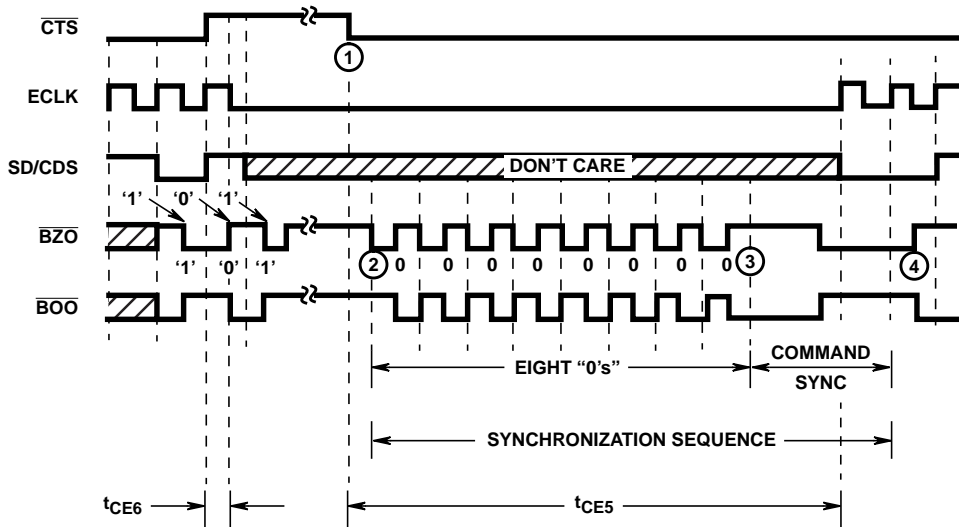 CTS
1
ECLK
SD/CDS
DON'T CARE
'1' '0' '1'
BZO
'1' '0' '1'
2 0 0 0 0 0 0 0 0 3 4
BOO
EIGHT “0's”
COMMAND
SYNC
SYNCHRONIZATION SEQUENCE
tCE6
tCE5